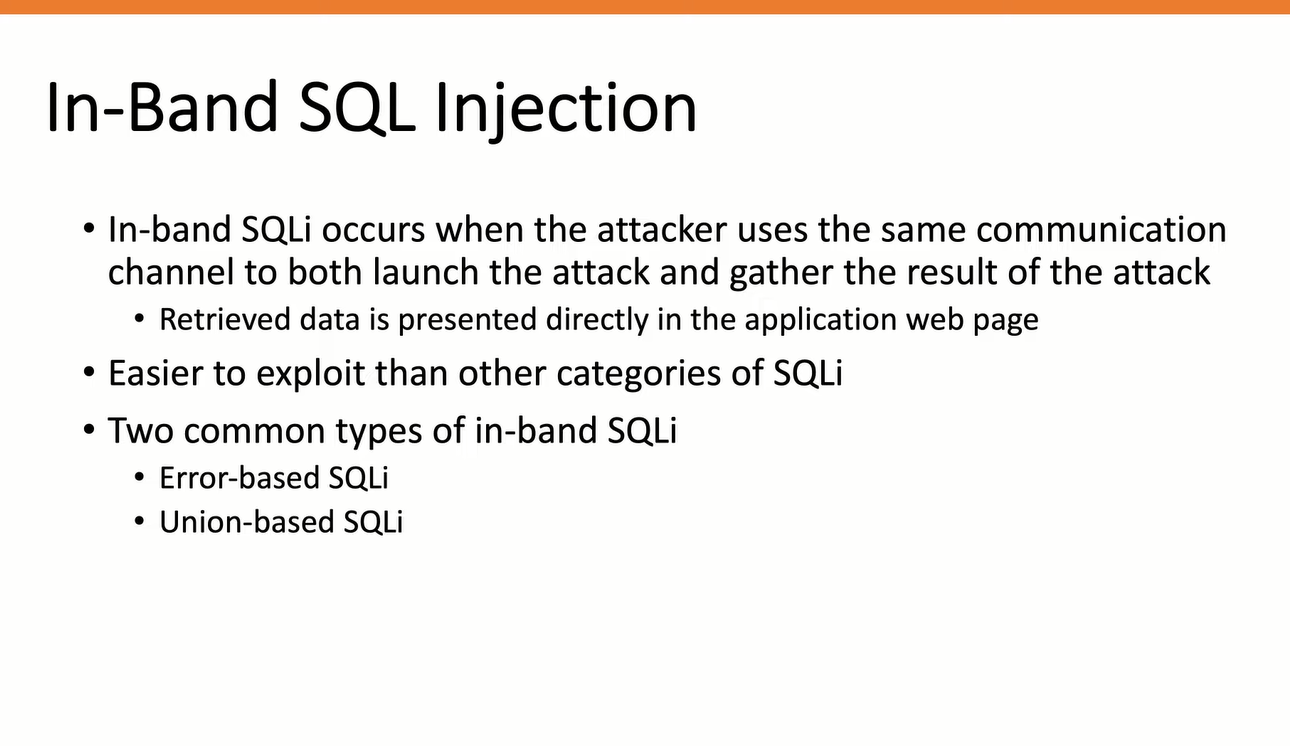 In-Band SQL Injection
• In-band SQLi occurs when the attacker uses the same communication
channel to both launch the attack and gather the result of the attack
• Retrieved data is presented directly in the application web page
• Easier to exploit than other categories of SQLi
• Two common types of in-band SQLi
• Error-based SQLi
• Union-based SQLi